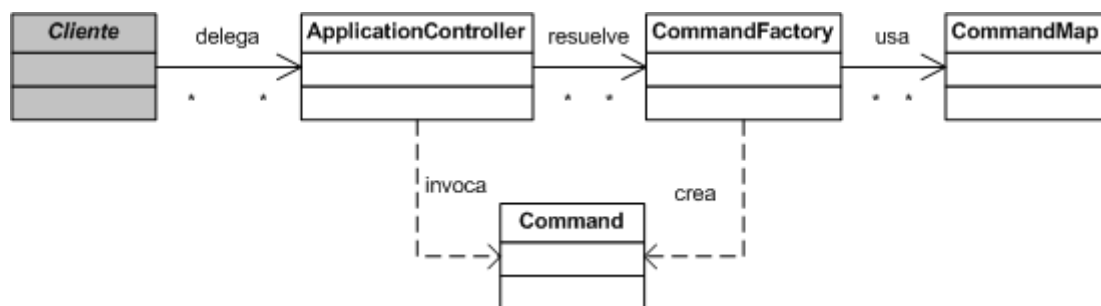 Cliente
delega
ApplicationController
resuelve
CommandFactory
usa
CommandMap
* *
* *
* *
invoca
crea
Command